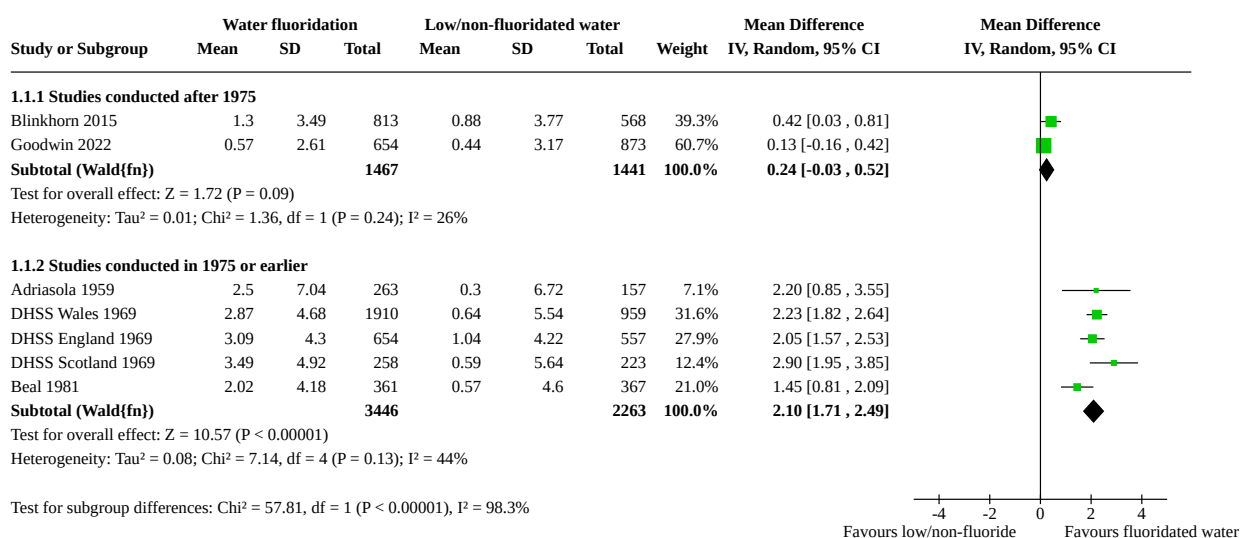 Water fluoridation Low/non-fluoridated water Mean Difference Mean Difference
Study or Subgroup Mean SD Total Mean SD Total Weight IV, Random, 95% CI IV, Random, 95% CI
1.1.1 Studies conducted after 1975
Blinkhorn 2015 1.3 3.49 813 0.88 3.77 568 39.3% 0.42 [0.03 , 0.81]
Goodwin 2022 0.57 2.61 654 0.44 3.17 873 60.7% 0.13 [-0.16 , 0.42]
Subtotal (Wald{fn}) 1467 1441 100.0% 0.24 [-0.03 , 0.52]
Test for overall effect: Z = 1.72 (P = 0.09)
Heterogeneity: Tau² = 0.01; Chi² = 1.36, df = 1 (P = 0.24); I² = 26%
1.1.2 Studies conducted in 1975 or earlier
Adriasola 1959 2.5 7.04 263 0.3 6.72 157 7.1% 2.20 [0.85 , 3.55]
DHSS Wales 1969 2.87 4.68 1910 0.64 5.54 959 31.6% 2.23 [1.82 , 2.64]
DHSS England 1969 3.09 4.3 654 1.04 4.22 557 27.9% 2.05 [1.57 , 2.53]
DHSS Scotland 1969 3.49 4.92 258 0.59 5.64 223 12.4% 2.90 [1.95 , 3.85]
Beal 1981 2.02 4.18 361 0.57 4.6 367 21.0% 1.45 [0.81 , 2.09]
Subtotal (Wald{fn}) 3446 2263 100.0% 2.10 [1.71 , 2.49]
Test for overall effect: Z = 10.57 (P < 0.00001)
Heterogeneity: Tau² = 0.08; Chi² = 7.14, df = 4 (P = 0.13); I² = 44%
Test for subgroup differences: Chi² = 57.81, df = 1 (P < 0.00001), I² = 98.3%
-4 -2 0 2 4
Favours low/non-fluoride Favours fluoridated water